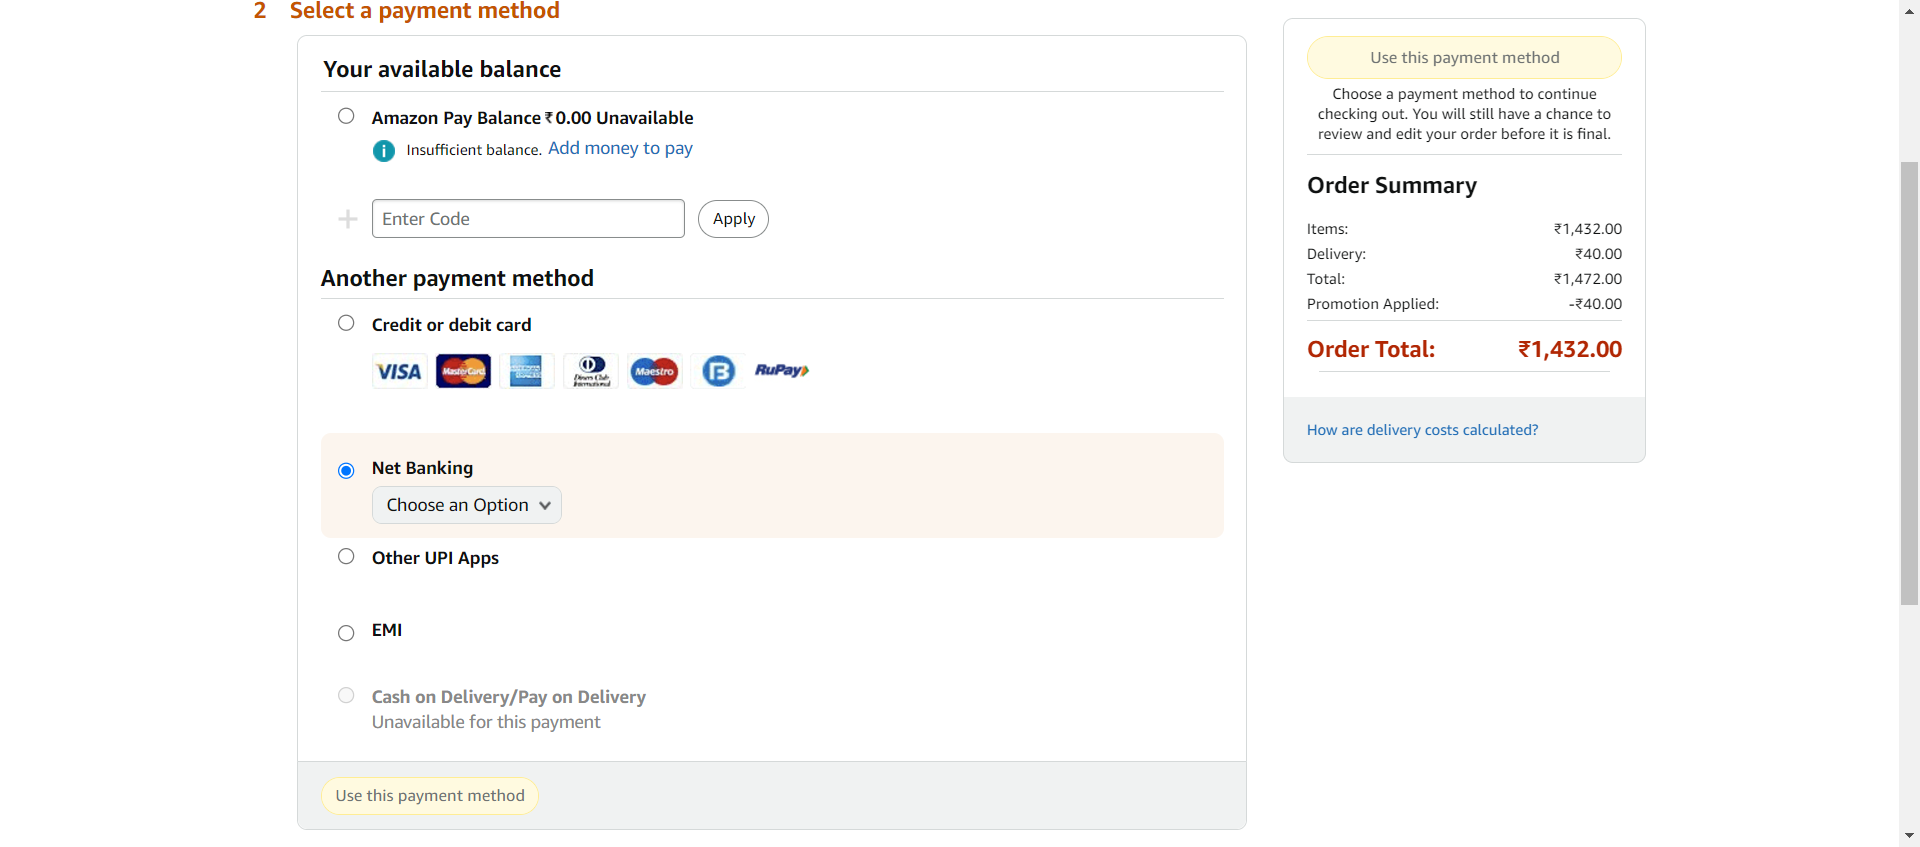 2 Select a payment method
Your available balance
Amazon Pay Balance ₹0.00 Unavailable
i Insufficient balance. Add money to pay
+ Enter Code Apply
Another payment method
Credit or debit card
VISA MasterCard AMERICAN EXPRESS Diners Club International Maestro B RuPay
Net Banking
Choose an Option
Other UPI Apps
EMI
Cash on Delivery/Pay on Delivery
Unavailable for this payment
Use this payment method
Use this payment method
Choose a payment method to continue
checking out. You will still have a chance to
review and edit your order before it is final.
Order Summary
Items: ₹1,432.00
Delivery: ₹40.00
Total: ₹1,472.00
Promotion Applied: -₹40.00
Order Total: ₹1,432.00
How are delivery costs calculated?